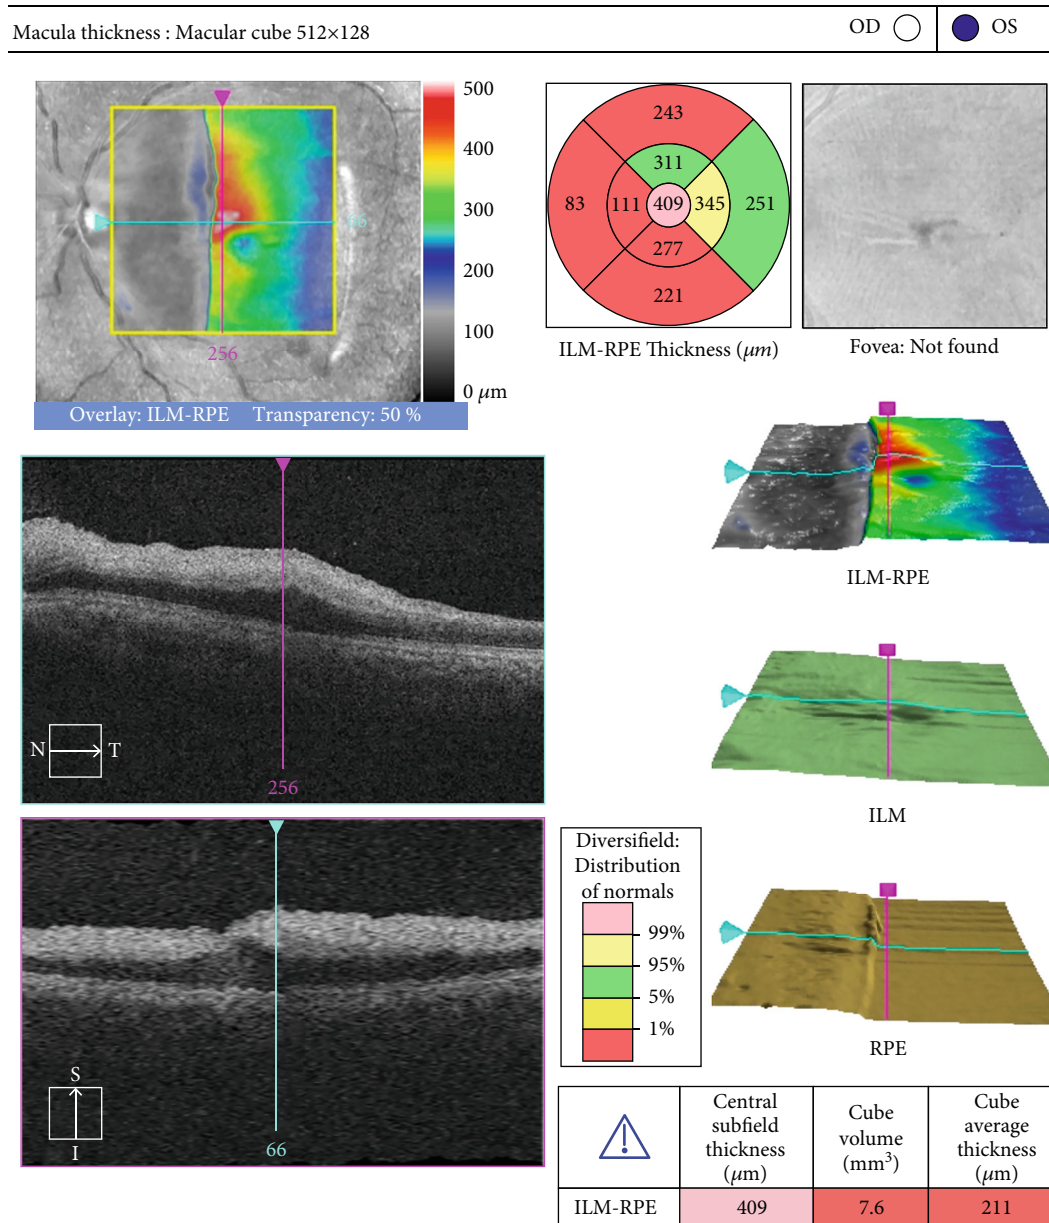 Macula thickness : Macular cube 512×128
OD
OS
500
400
300
200
100
0 μm
66
256
Overlay: ILM-RPE Transparency: 50 %
243
311
83
111
409
345
251
277
221
ILM-RPE Thickness (μm)
Fovea: Not found
256
N
T
ILM-RPE
ILM
66
S
I
Diversifield:
Distribution
of normals
99%
95%
5%
1%
RPE
Central
subfield
thickness
(μm)
Cube
volume
(mm³)
Cube
average
thickness
(μm)
ILM-RPE
409
7.6
211